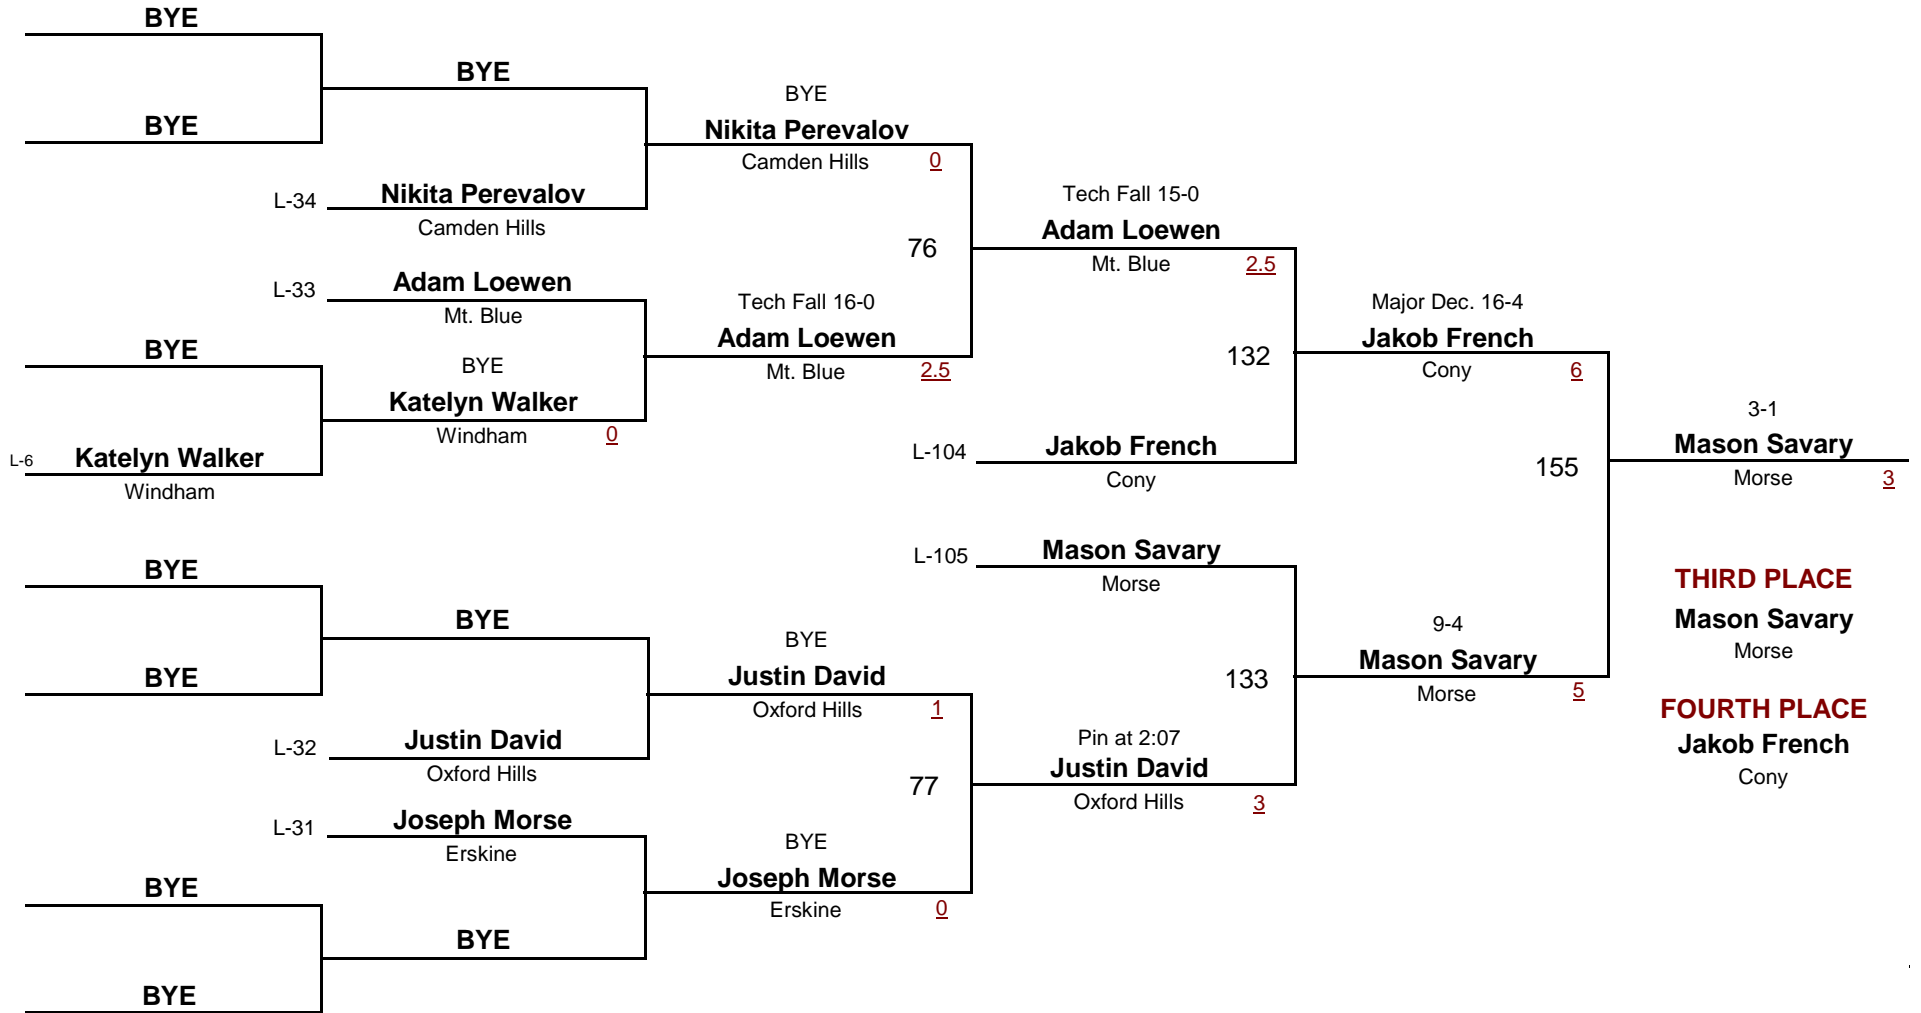 BYE
BYE
BYE
BYE
Nikita Perevalov
Camden Hills 0
L-34 Nikita Perevalov
Camden Hills
Tech Fall 15-0
Adam Loewen
Mt. Blue 2.5
76
L-33 Adam Loewen
Mt. Blue
Tech Fall 16-0
Adam Loewen
Mt. Blue 2.5
BYE
BYE
Katelyn Walker
Windham 0
L-6 Katelyn Walker
Windham
132
Major Dec. 16-4
Jakob French
Cony 6
L-104 Jakob French
Cony
155
3-1
Mason Savary
Morse 3
BYE
BYE
BYE
L-105 Mason Savary
Morse
BYE
Justin David
Oxford Hills 1
133
9-4
Mason Savary
Morse 5
L-32 Justin David
Oxford Hills
77
Pin at 2:07
Justin David
Oxford Hills 3
L-31 Joseph Morse
Erskine
BYE
Joseph Morse
Erskine 0
BYE
BYE
BYE
THIRD PLACE
Mason Savary
Morse
FOURTH PLACE
Jakob French
Cony